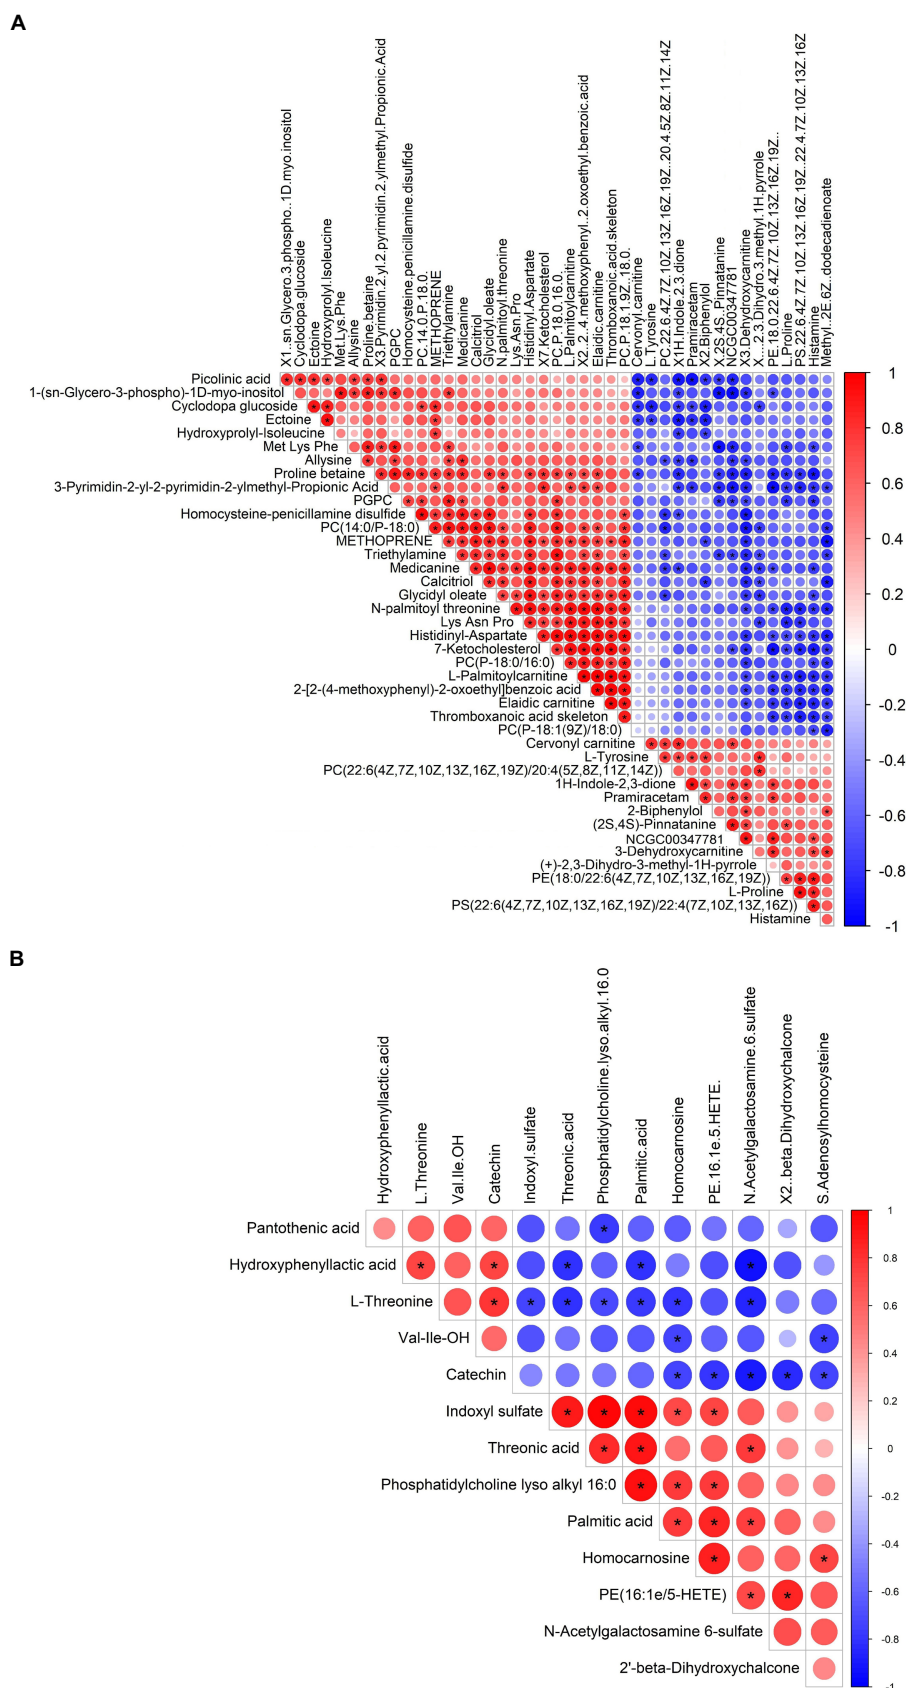 A
X1..sn.Glycero.3.phospho..1D.myo.inositol
Cyclodopa.glucoside
Ectoine
Hydroxyprolyl.Isoleucine
Met.Lys.Phe
Allysine
Proline.betaine
X3.Pyrimidin.2.yl.2.pyrimidin.2.ylmethyl.Propionic.Acid
PGPC
Homocysteine.penicillamine.disulfide
PC.14.0.P.18.0.
METHOPRENE
Triethylamine
Medicanine
Calcitriol
Glycidyl.oleate
N.palmitoyl.threonine
Lys.Asn.Pro
Histidinyl.Aspartate
X7.Ketocholesterol
PC.P.18.0.16.0.
L.Palmitoylcarnitine
X2..2..4.methoxyphenyl..2.oxoethyl.benzoic.acid
Elaidic.carnitine
Thromboxanoic.acid.skeleton
PC.P.18.1.9Z..18.0.
Cervonyl.carnitine
L.Tyrosine
PC.22.6.4Z.7Z.10Z.13Z.16Z.19Z..20.4.5Z.8Z.11Z.14Z
X1H.Indole.2.3.dione
Pramiracetam
X2.Biphenylol
X.2S.4S..Pinnatanine
NCGC00347781
X3.Dehydroxycarnitine
X...2.3.Dihydro.3.methyl.1H.pyrrole
PE.18.0.22.6.4Z.7Z.10Z.13Z.16Z.19Z..
L.Proline
PS.22.6.4Z.7Z.10Z.13Z.16Z.19Z..22.4.7Z.10Z.13Z.16Z
Histamine
Methyl..2E.6Z..dodecadienoate
Picolinic acid
1-(sn-Glycero-3-phospho)-1D-myo-inositol
Cyclodopa glucoside
Ectoine
Hydroxyprolyl-Isoleucine
Met Lys Phe
Allysine
Proline betaine
3-Pyrimidin-2-yl-2-pyrimidin-2-ylmethyl-Propionic Acid
PGPC
Homocysteine-penicillamine disulfide
PC(14:0/P-18:0)
METHOPRENE
Triethylamine
Medicanine
Calcitriol
Glycidyl oleate
N-palmitoyl threonine
Lys Asn Pro
Histidinyl-Aspartate
7-Ketocholesterol
PC(P-18:0/16:0)
L-Palmitoylcarnitine
2-[2-(4-methoxyphenyl)-2-oxoethyl]benzoic acid
Elaidic carnitine
Thromboxanoic acid skeleton
PC(P-18:1(9Z)/18:0)
Cervonyl carnitine
L-Tyrosine
PC(22:6(4Z,7Z,10Z,13Z,16Z,19Z)/20:4(5Z,8Z,11Z,14Z))
1H-Indole-2,3-dione
Pramiracetam
2-Biphenylol
(2S,4S)-Pinnatanine
NCGC00347781
3-Dehydroxycarnitine
(+)-2,3-Dihydro-3-methyl-1H-pyrrole
PE(18:0/22:6(4Z,7Z,10Z,13Z,16Z,19Z))
L-Proline
PS(22:6(4Z,7Z,10Z,13Z,16Z,19Z)/22:4(7Z,10Z,13Z,16Z))
Histamine
1
0.8
0.6
0.4
0.2
0
-0.2
-0.4
-0.6
-0.8
-1
B
Hydroxyphenyllactic.acid
L.Threonine
Val.Ile.OH
Catechin
Indoxyl.sulfate
Threonic.acid
Phosphatidylcholine.lyso.alkyl.16.0
Palmitic.acid
Homocarnosine
PE.16.1e.5.HETE.
N.Acetylgalactosamine.6.sulfate
X2..beta.Dihydroxychalcone
S.Adenosylhomocysteine
Pantothenic acid
Hydroxyphenyllactic acid
L-Threonine
Val-Ile-OH
Catechin
Indoxyl sulfate
Threonic acid
Phosphatidylcholine lyso alkyl 16:0
Palmitic acid
Homocarnosine
PE(16:1e/5-HETE)
N-Acetylgalactosamine 6-sulfate
2'-beta-Dihydroxychalcone
1
0.8
0.6
0.4
0.2
0
-0.2
-0.4
-0.6
-0.8
-1